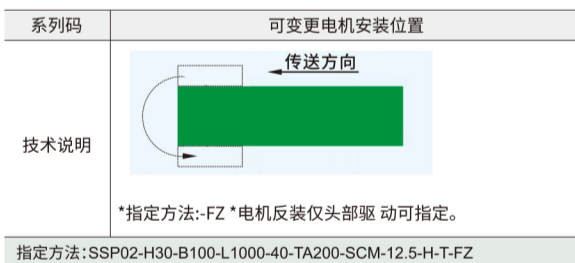 系列码 可变更电机安装位置
传送方向
技术说明
*指定方法:-FZ *电机反装仅头部驱 动可指定。
指定方法:SSP02-H30-B100-L1000-40-TA200-SCM-12.5-H-T-FZ